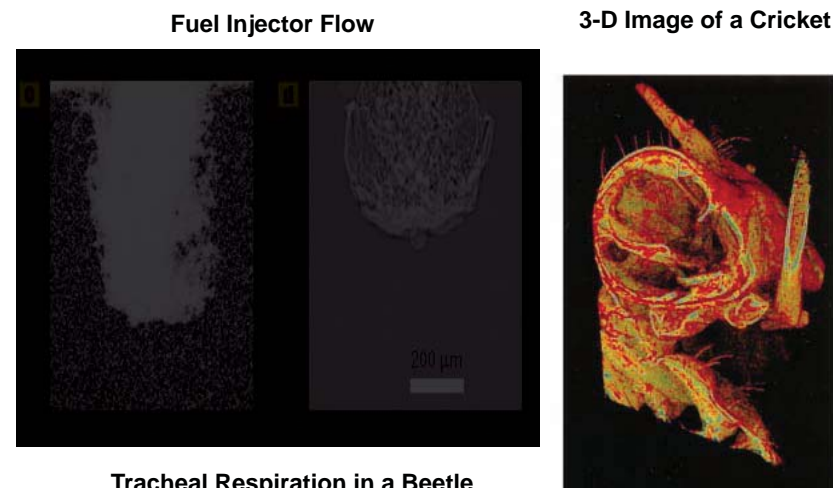 Fuel Injector Flow
3-D Image of a Cricket
200 µm
Tracheal Respiration in a Beetle